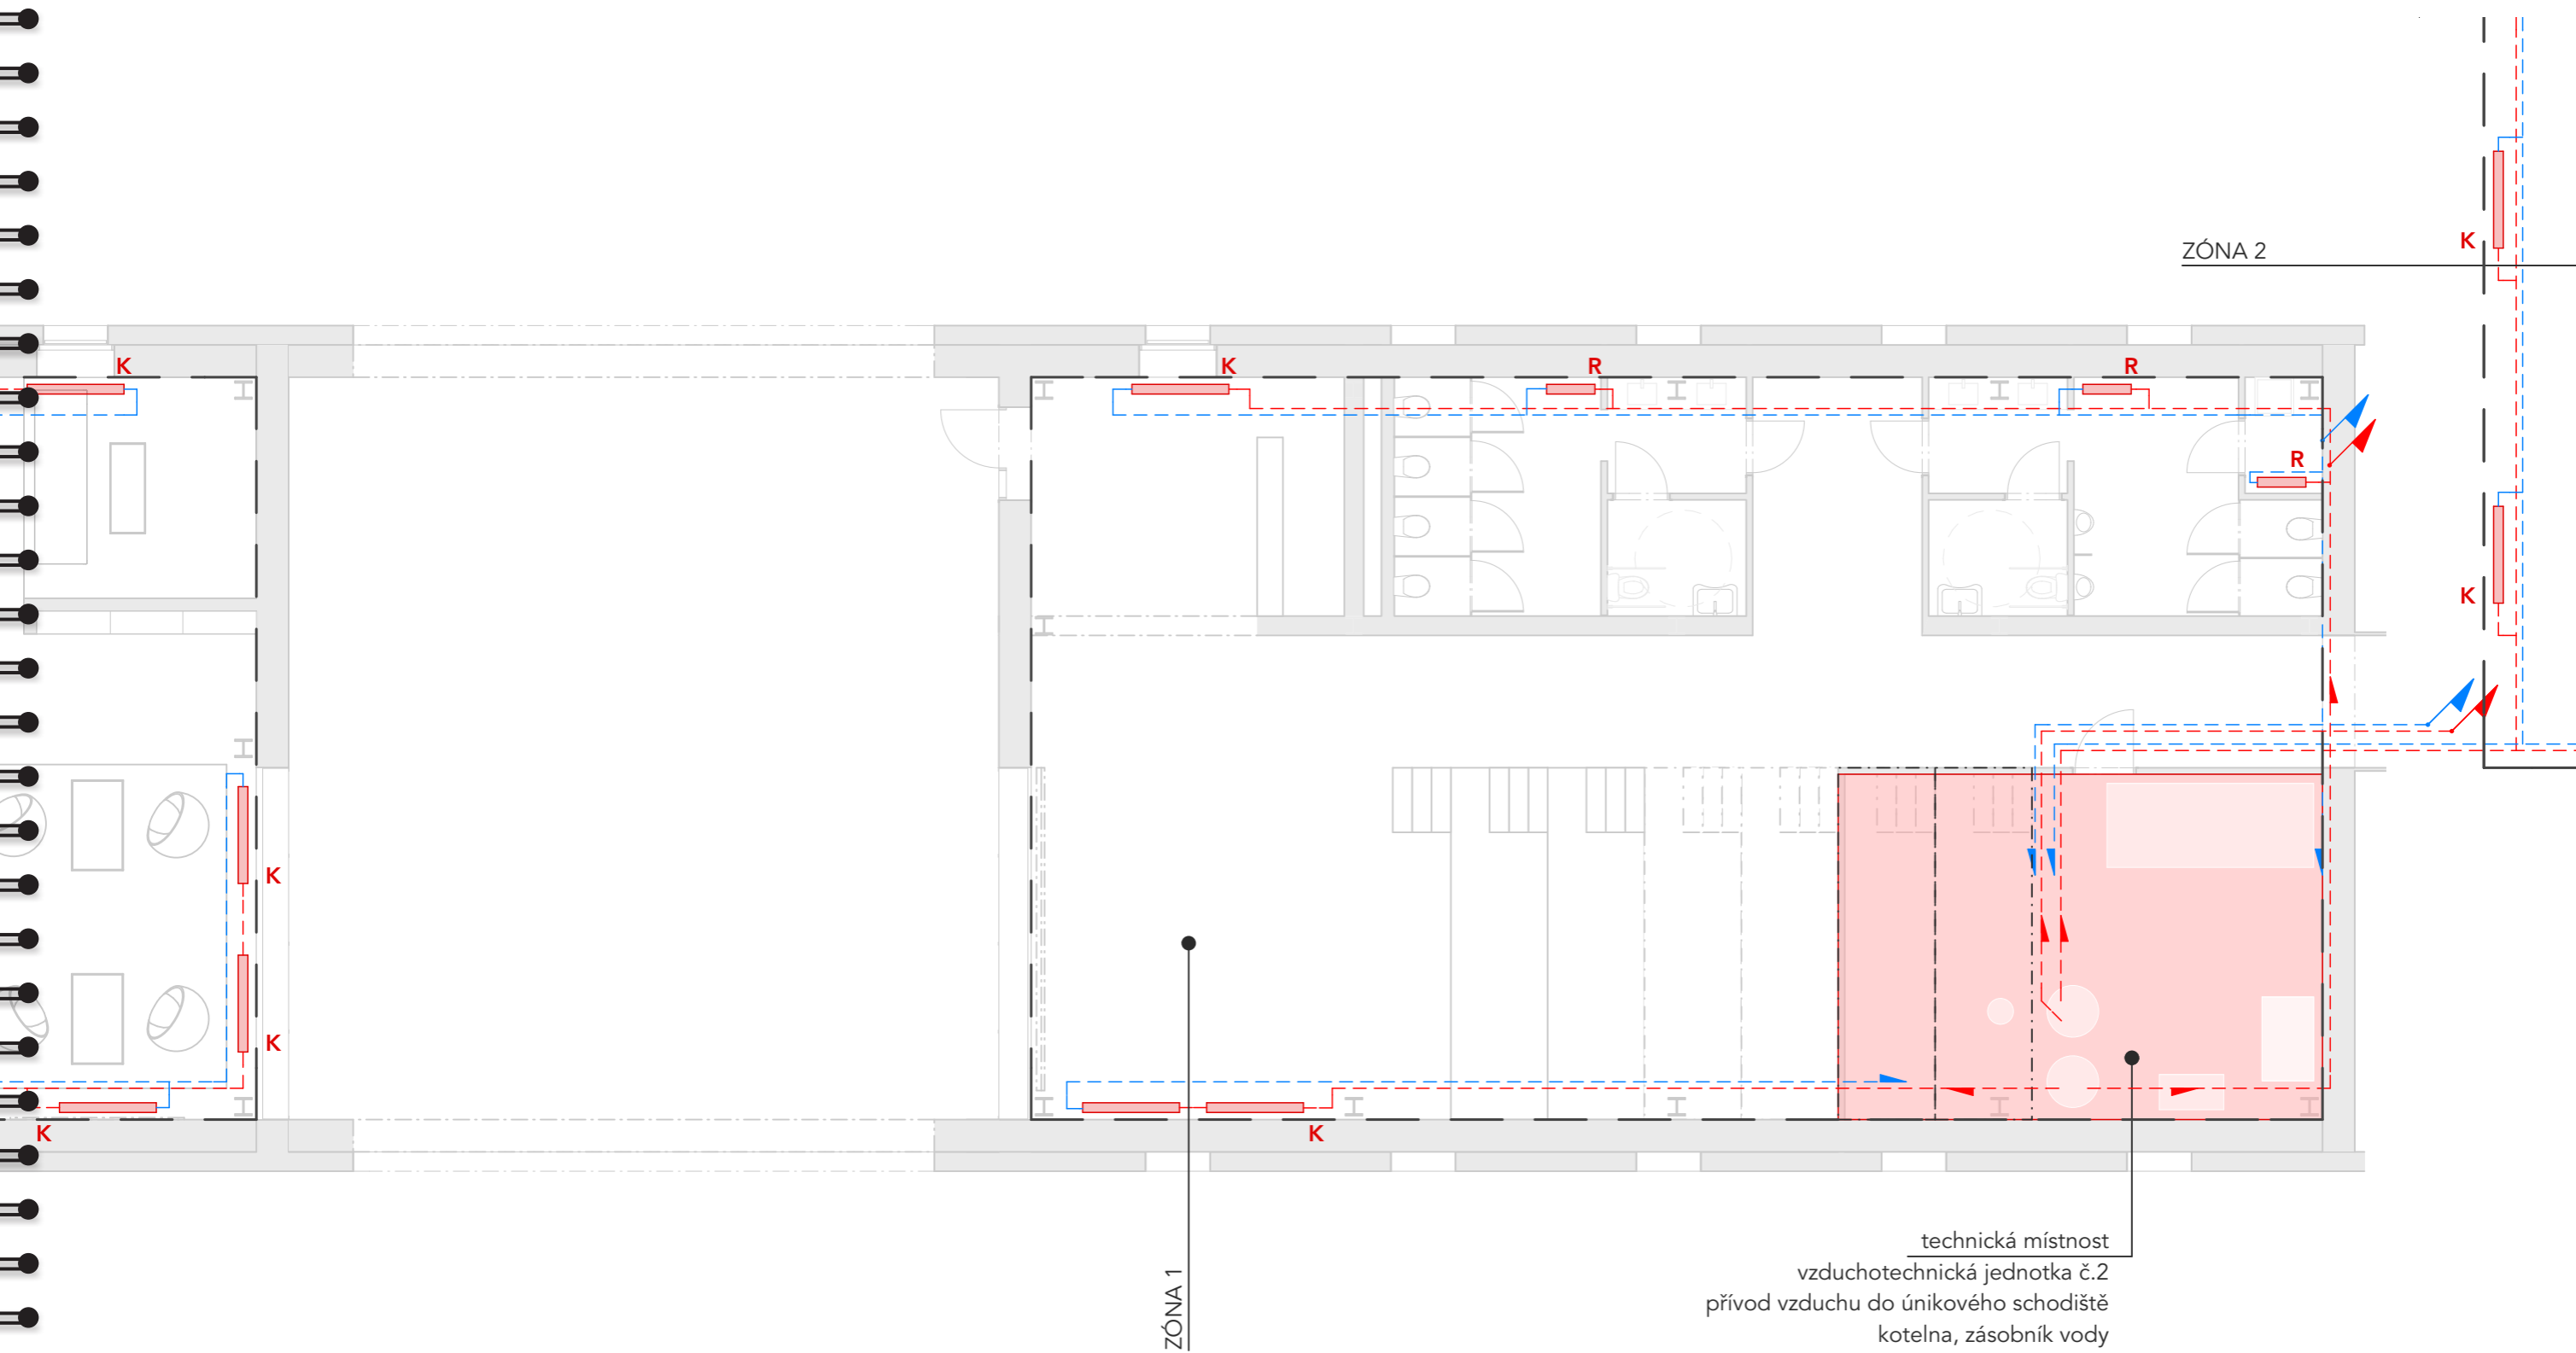 K
ZÓNA 2
K
K
R
R
R
K
K
K
K
K
K
ZÓNA 1
technická místnost
vzduchotechnická jednotka č.2
přívod vzduchu do únikového schodiště
kotelna, zásobník vody